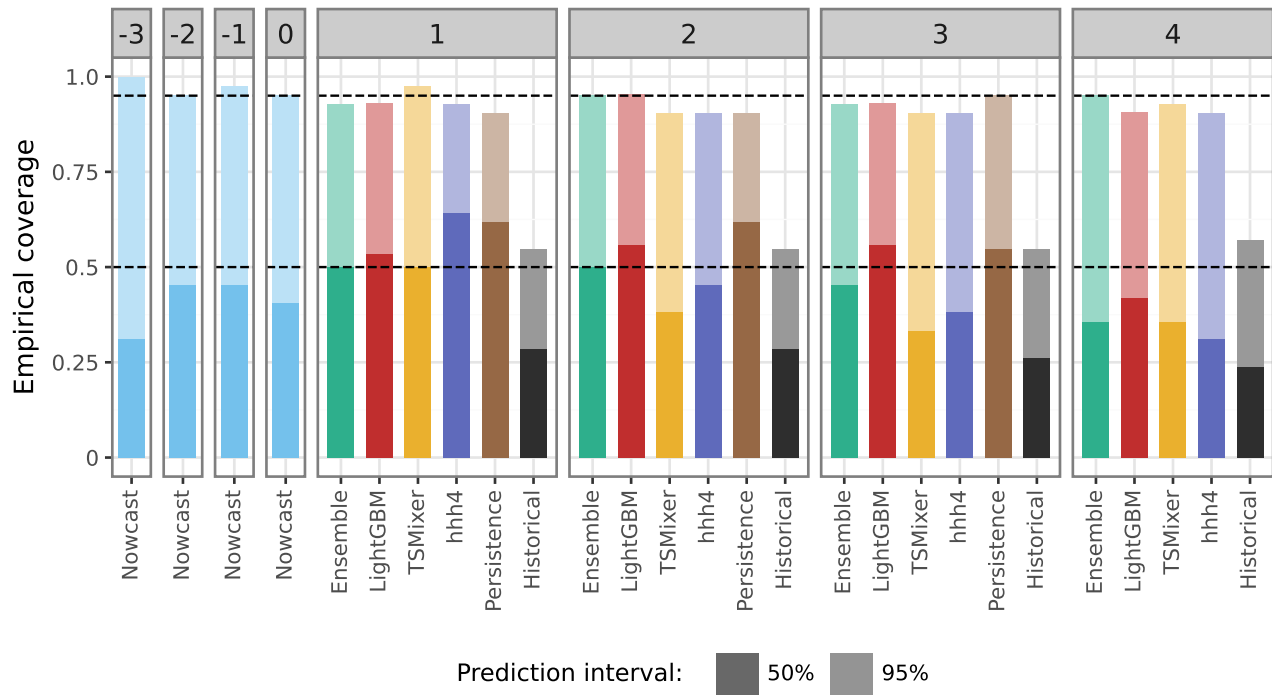 -3 -2 -1 0 1 2 3 4
Empirical coverage
1.0
0.75
0.5
0.25
0
Nowcast Nowcast Nowcast Nowcast Ensemble LightGBM TSMixer hhh4 Persistence Historical Ensemble LightGBM TSMixer hhh4 Persistence Historical Ensemble LightGBM TSMixer hhh4 Persistence Historical Ensemble LightGBM TSMixer hhh4 Historical
Prediction interval: 50% 95%